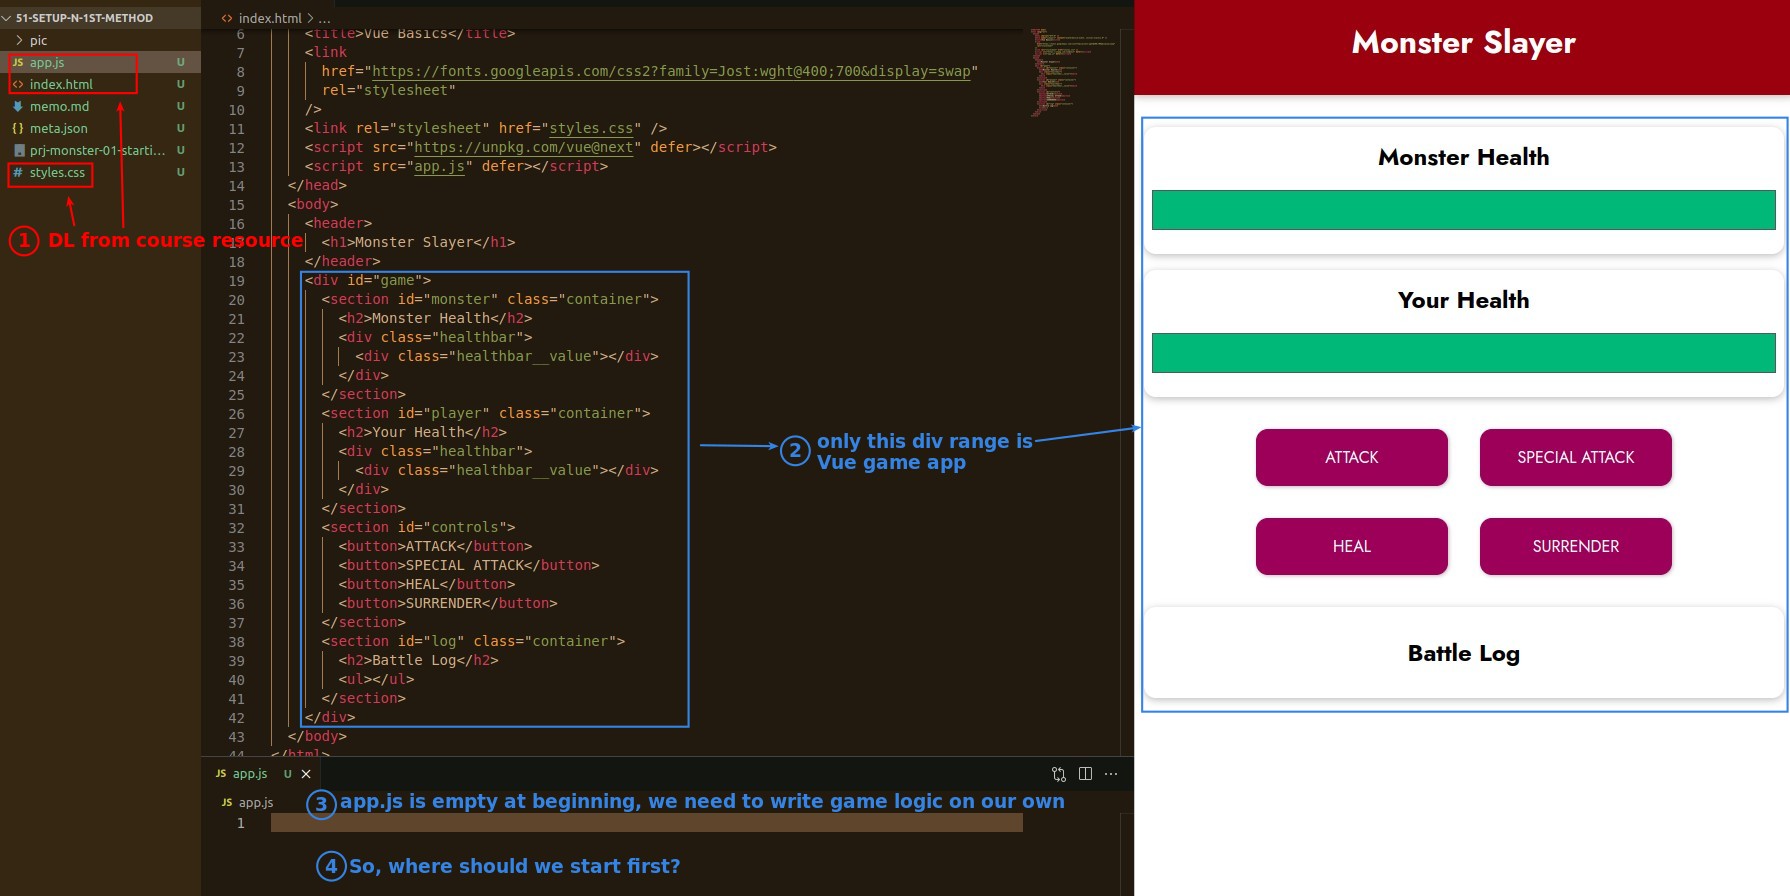 51-SETUP-N-1ST-METHOD
pic
JS app.js U
<> index.html U
memo.md U
{} meta.json U
prj-monster-01-starti... U
# styles.css U
1 DL from course resource
<> index.html > ...
6 <title>Vue Basics</title>
7 <link
8 href="https://fonts.googleapis.com/css2?family=Jost:wght@400;700&display=swap"
9 rel="stylesheet"
10 />
11 <link rel="stylesheet" href="styles.css" />
12 <script src="https://unpkg.com/vue@next" defer></script>
13 <script src="app.js" defer></script>
14 </head>
15 <body>
16 <header>
<h1>Monster Slayer</h1>
18 </header>
19 <div id="game">
20 <section id="monster" class="container">
21 <h2>Monster Health</h2>
22 <div class="healthbar">
23 <div class="healthbar__value"></div>
24 </div>
25 </section>
26 <section id="player" class="container">
27 <h2>Your Health</h2>
28 <div class="healthbar">
29 <div class="healthbar__value"></div>
30 </div>
31 </section>
32 <section id="controls">
33 <button>ATTACK</button>
34 <button>SPECIAL ATTACK</button>
35 <button>HEAL</button>
36 <button>SURRENDER</button>
37 </section>
38 <section id="log" class="container">
39 <h2>Battle Log</h2>
40 <ul></ul>
41 </section>
42 </div>
43 </body>
44 </html>
2 only this div range is
Vue game app
JS app.js U
JS app.js
3 app.js is empty at beginning, we need to write game logic on our own
1
4 So, where should we start first?
Monster Slayer
Monster Health
Your Health
ATTACK
SPECIAL ATTACK
HEAL
SURRENDER
Battle Log